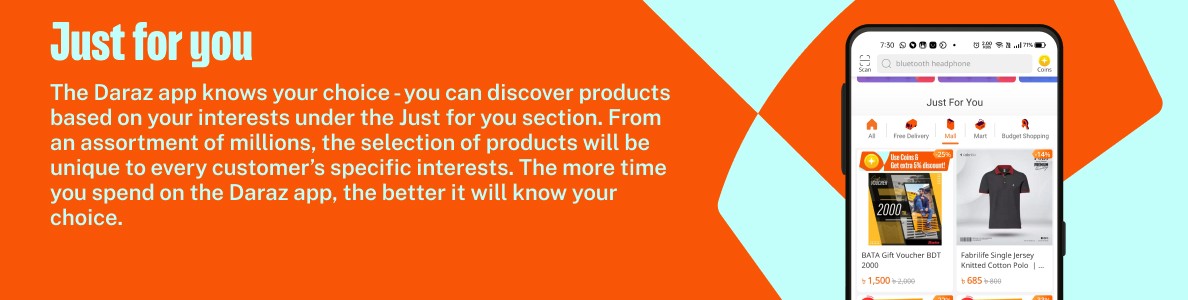 Just for you
The Daraz app knows your choice - you can discover products
based on your interests under the Just for you section. From
an assortment of millions, the selection of products will be
unique to every customer's specific interests. The more time
you spend on the Daraz app, the better it will know your
choice.
7:30
71%
Scan
bluetooth headphone
Coins
Just For You
All
Free Delivery
Mall
Mart
Budget Shopping
Use Coins &
Get extra 5% discount!
-25%
VOUCHER
2000
-14%
BATA Gift Voucher BDT
2000
৳ 1,500 ৳ 2,000
Fabrilife Single Jersey
Knitted Cotton Polo | ...
৳ 685 ৳ 800